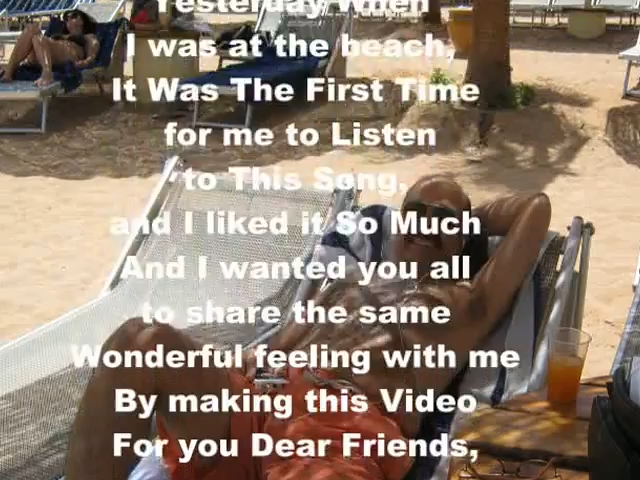 Yesterday When
I was at the beach,
It Was The First Time
for me to Listen
to This Song,
and I liked it So Much
And I wanted you all
to share the same
Wonderful feeling with me
By making this Video
For you Dear Friends,